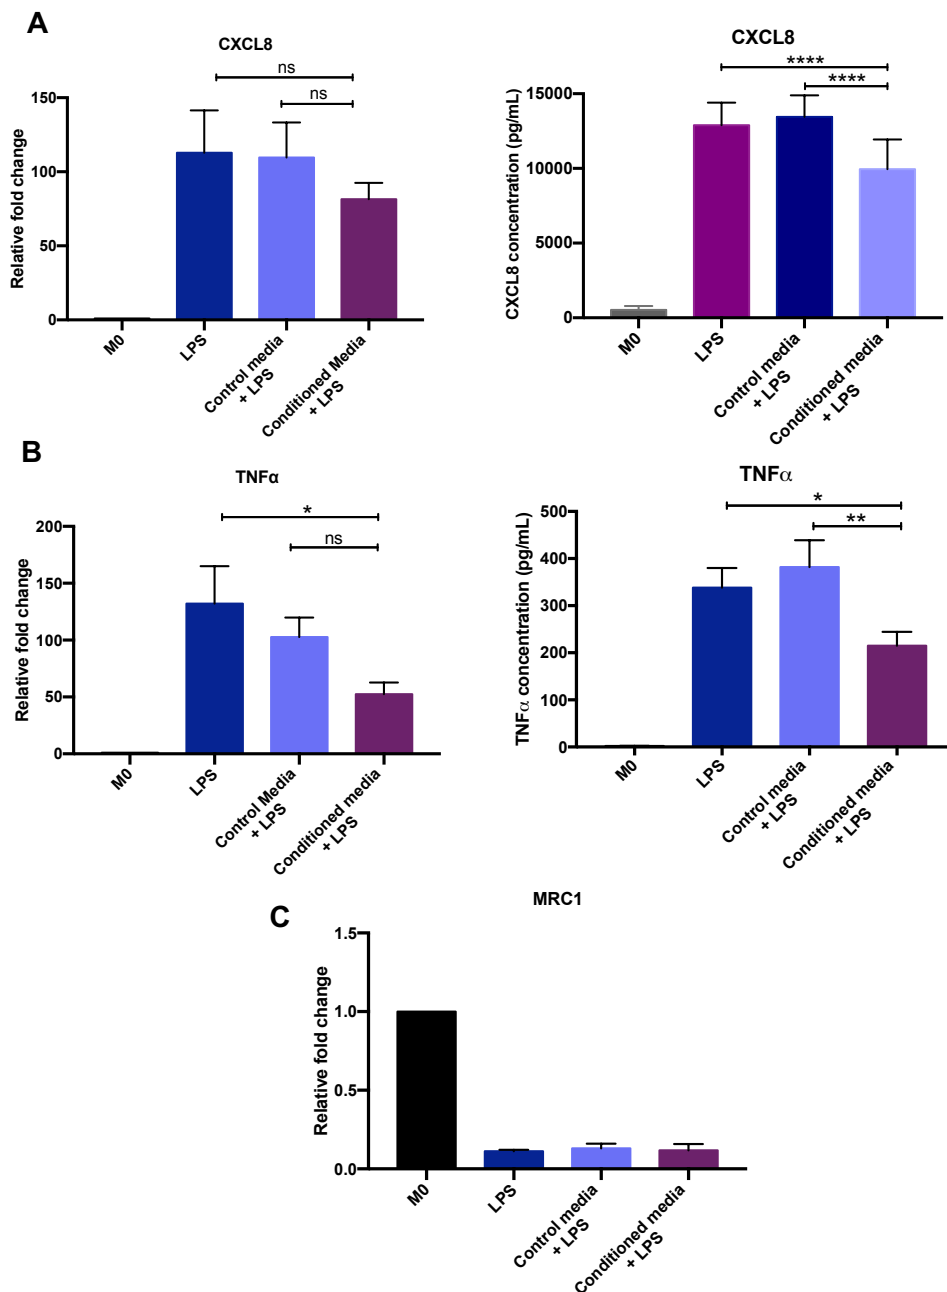 A
CXCL8
ns
ns
150
100
50
0
Relative fold change
M0
LPS
Control media
+ LPS
Conditioned Media
+ LPS
CXCL8
****
****
15000
10000
5000
0
CXCL8 concentration (pg/mL)
M0
LPS
Control media
+ LPS
Conditioned media
+ LPS
B
TNFα
*
ns
200
150
100
50
0
Relative fold change
M0
LPS
Control Media
+ LPS
Conditioned media
+ LPS
TNFα
*
**
500
400
300
200
100
0
TNFα concentration (pg/mL)
M0
LPS
Control media
+ LPS
Conditioned media
+ LPS
C
MRC1
1.5
1.0
0.5
0.0
Relative fold change
M0
LPS
Control media
+ LPS
Conditioned media
+ LPS